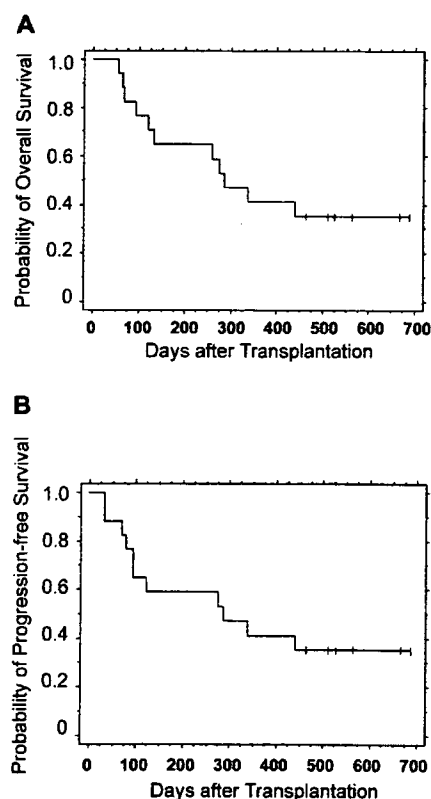 A
Probability of Overall Survival
1.0
0.8
0.6
0.4
0.2
0
0 100 200 300 400 500 600 700
Days after Transplantation
B
Probability of Progression-free Survival
1.0
0.8
0.6
0.4
0.2
0
0 100 200 300 400 500 600 700
Days after Transplantation